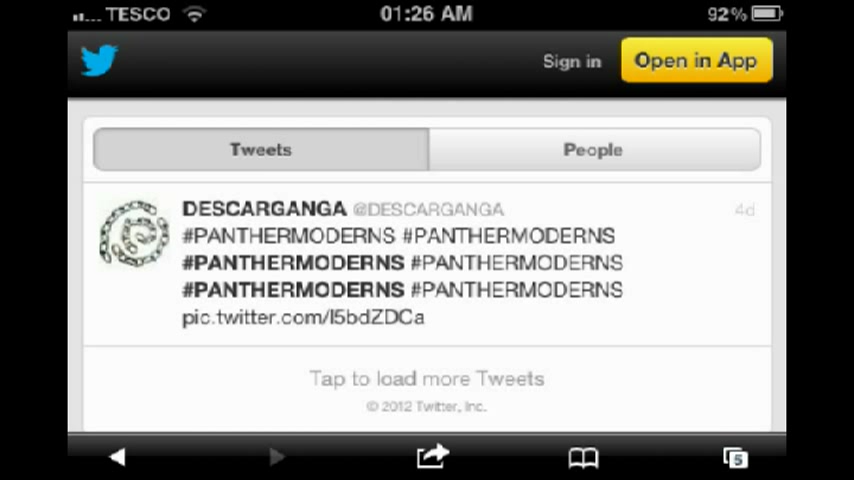 TESCO 01:26 AM 92%
Sign in Open in App
Tweets People
DESCARGANGA @DESCARGANGA 4d
#PANTHERMODERNS #PANTHERMODERNS
#PANTHERMODERNS #PANTHERMODERNS
#PANTHERMODERNS #PANTHERMODERNS
pic.twitter.com/l5bdZDCa
Tap to load more Tweets
© 2012 Twitter, Inc.
5